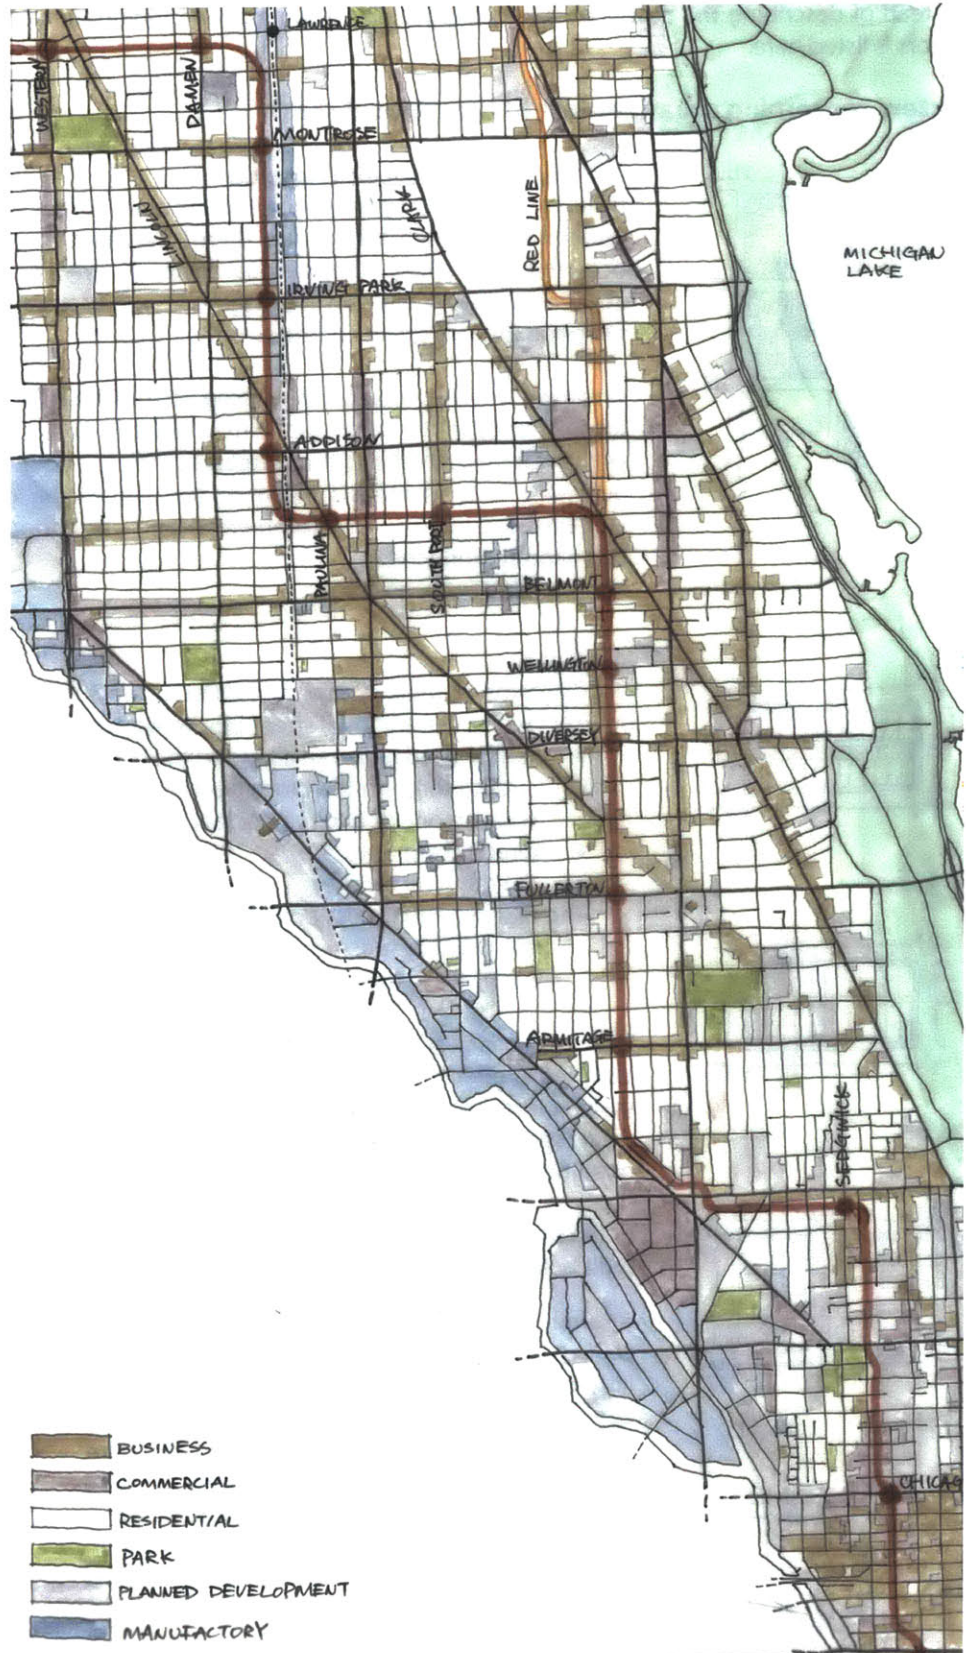 LAWRENCE
WESTERN
DAMEN
MONTROSE
LINCOLN
CLARK
RED LINE
MICHIGAN
LAKE
IRVING PARK
ADDISON
PAULINA
SOUTHPORT
BELMONT
WELLINGTON
DIVERSEY
FULLERTON
ARMITAGE
SEDGWICK
CHICAG
BUSINESS
COMMERCIAL
RESIDENTIAL
PARK
PLANNED DEVELOPMENT
MANUFACTORY